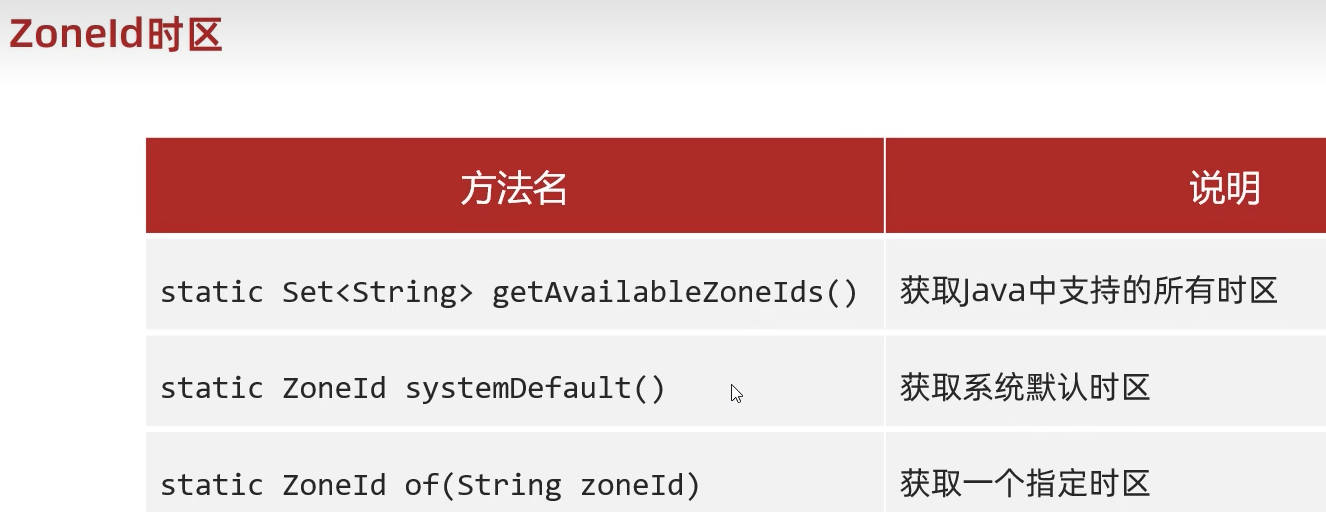 ZoneId时区
方法名 说明
static Set<String> getAvailableZoneIds() 获取Java中支持的所有时区
static ZoneId systemDefault() 获取系统默认时区
static ZoneId of(String zoneId) 获取一个指定时区